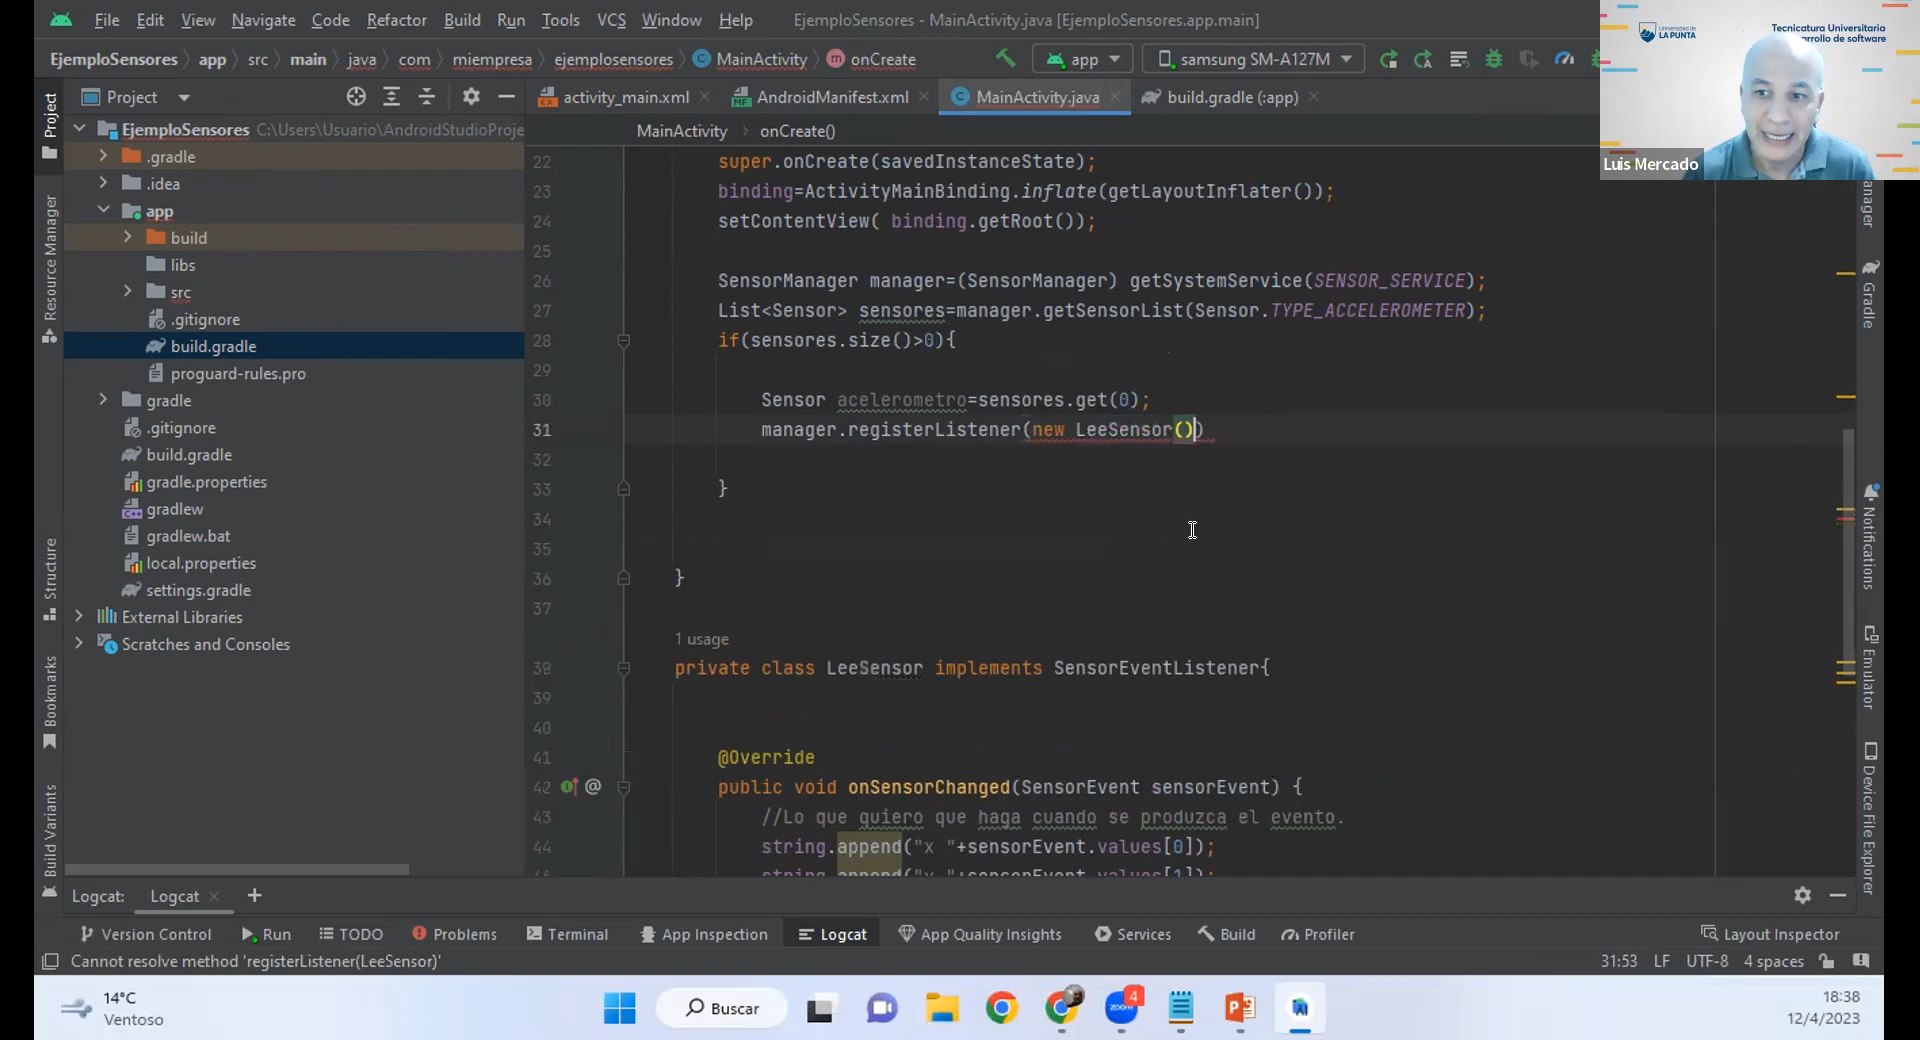 File Edit View Navigate Code Refactor Build Run Tools VCS Window Help EjemploSensores - MainActivity.java [EjemploSensores.app.main]
Universidad de
LA PUNTA
Tecnicatura Universitaria
arrollo de software
Luis Mercado
EjemploSensores app src main java com miempresa ejemplosensores MainActivity onCreate app samsung SM-A127M
Project
activity_main.xml AndroidManifest.xml MainActivity.java build.gradle (:app)
MainActivity onCreate()
Project
Resource Manager
Structure
Bookmarks
Build Variants
EjemploSensores C:\Users\Usuario\AndroidStudioProje
.gradle
.idea
app
build
libs
src
.gitignore
build.gradle
proguard-rules.pro
gradle
.gitignore
build.gradle
gradle.properties
gradlew
gradlew.bat
local.properties
settings.gradle
External Libraries
Scratches and Consoles
22 super.onCreate(savedInstanceState);
23 binding=ActivityMainBinding.inflate(getLayoutInflater());
24 setContentView( binding.getRoot());
25
26 SensorManager manager=(SensorManager) getSystemService(SENSOR_SERVICE);
27 List<Sensor> sensores=manager.getSensorList(Sensor.TYPE_ACCELEROMETER);
28 if(sensores.size()>0){
29
30 Sensor acelerometro=sensores.get(0);
31 manager.registerListener(new LeeSensor())
32
33 }
34
35
36 }
37
1 usage
38 private class LeeSensor implements SensorEventListener{
39
40
41 @Override
42 @ public void onSensorChanged(SensorEvent sensorEvent) {
43 //Lo que quiero que haga cuando se produzca el evento.
44 string.append("x "+sensorEvent.values[0]);
anager
Gradle
Notifications
Emulator
Device File Explorer
Logcat: Logcat
Version Control Run TODO Problems Terminal App Inspection Logcat App Quality Insights Services Build Profiler Layout Inspector
Cannot resolve method 'registerListener(LeeSensor)' 31:53 LF UTF-8 4 spaces
14°C
Ventoso
Buscar
zoom
4
18:38
12/4/2023